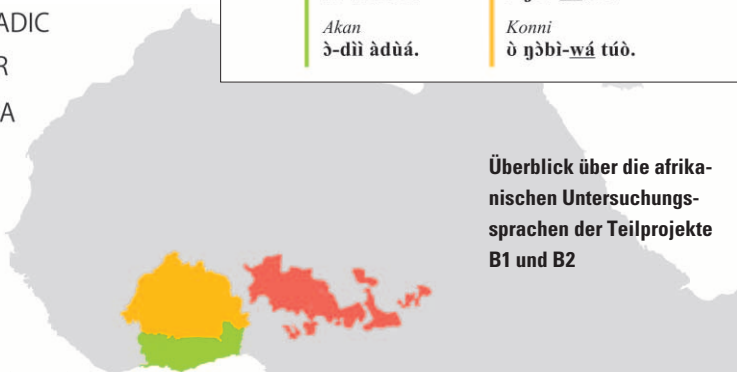 ADIC
R
A
Akan
ɔ̀-dìì àdùá.
Konni
ʊ̀ ŋɔ̀bì-wá túò.
Überblick über die afrika-
nischen Untersuchungs-
sprachen der Teilprojekte
B1 und B2